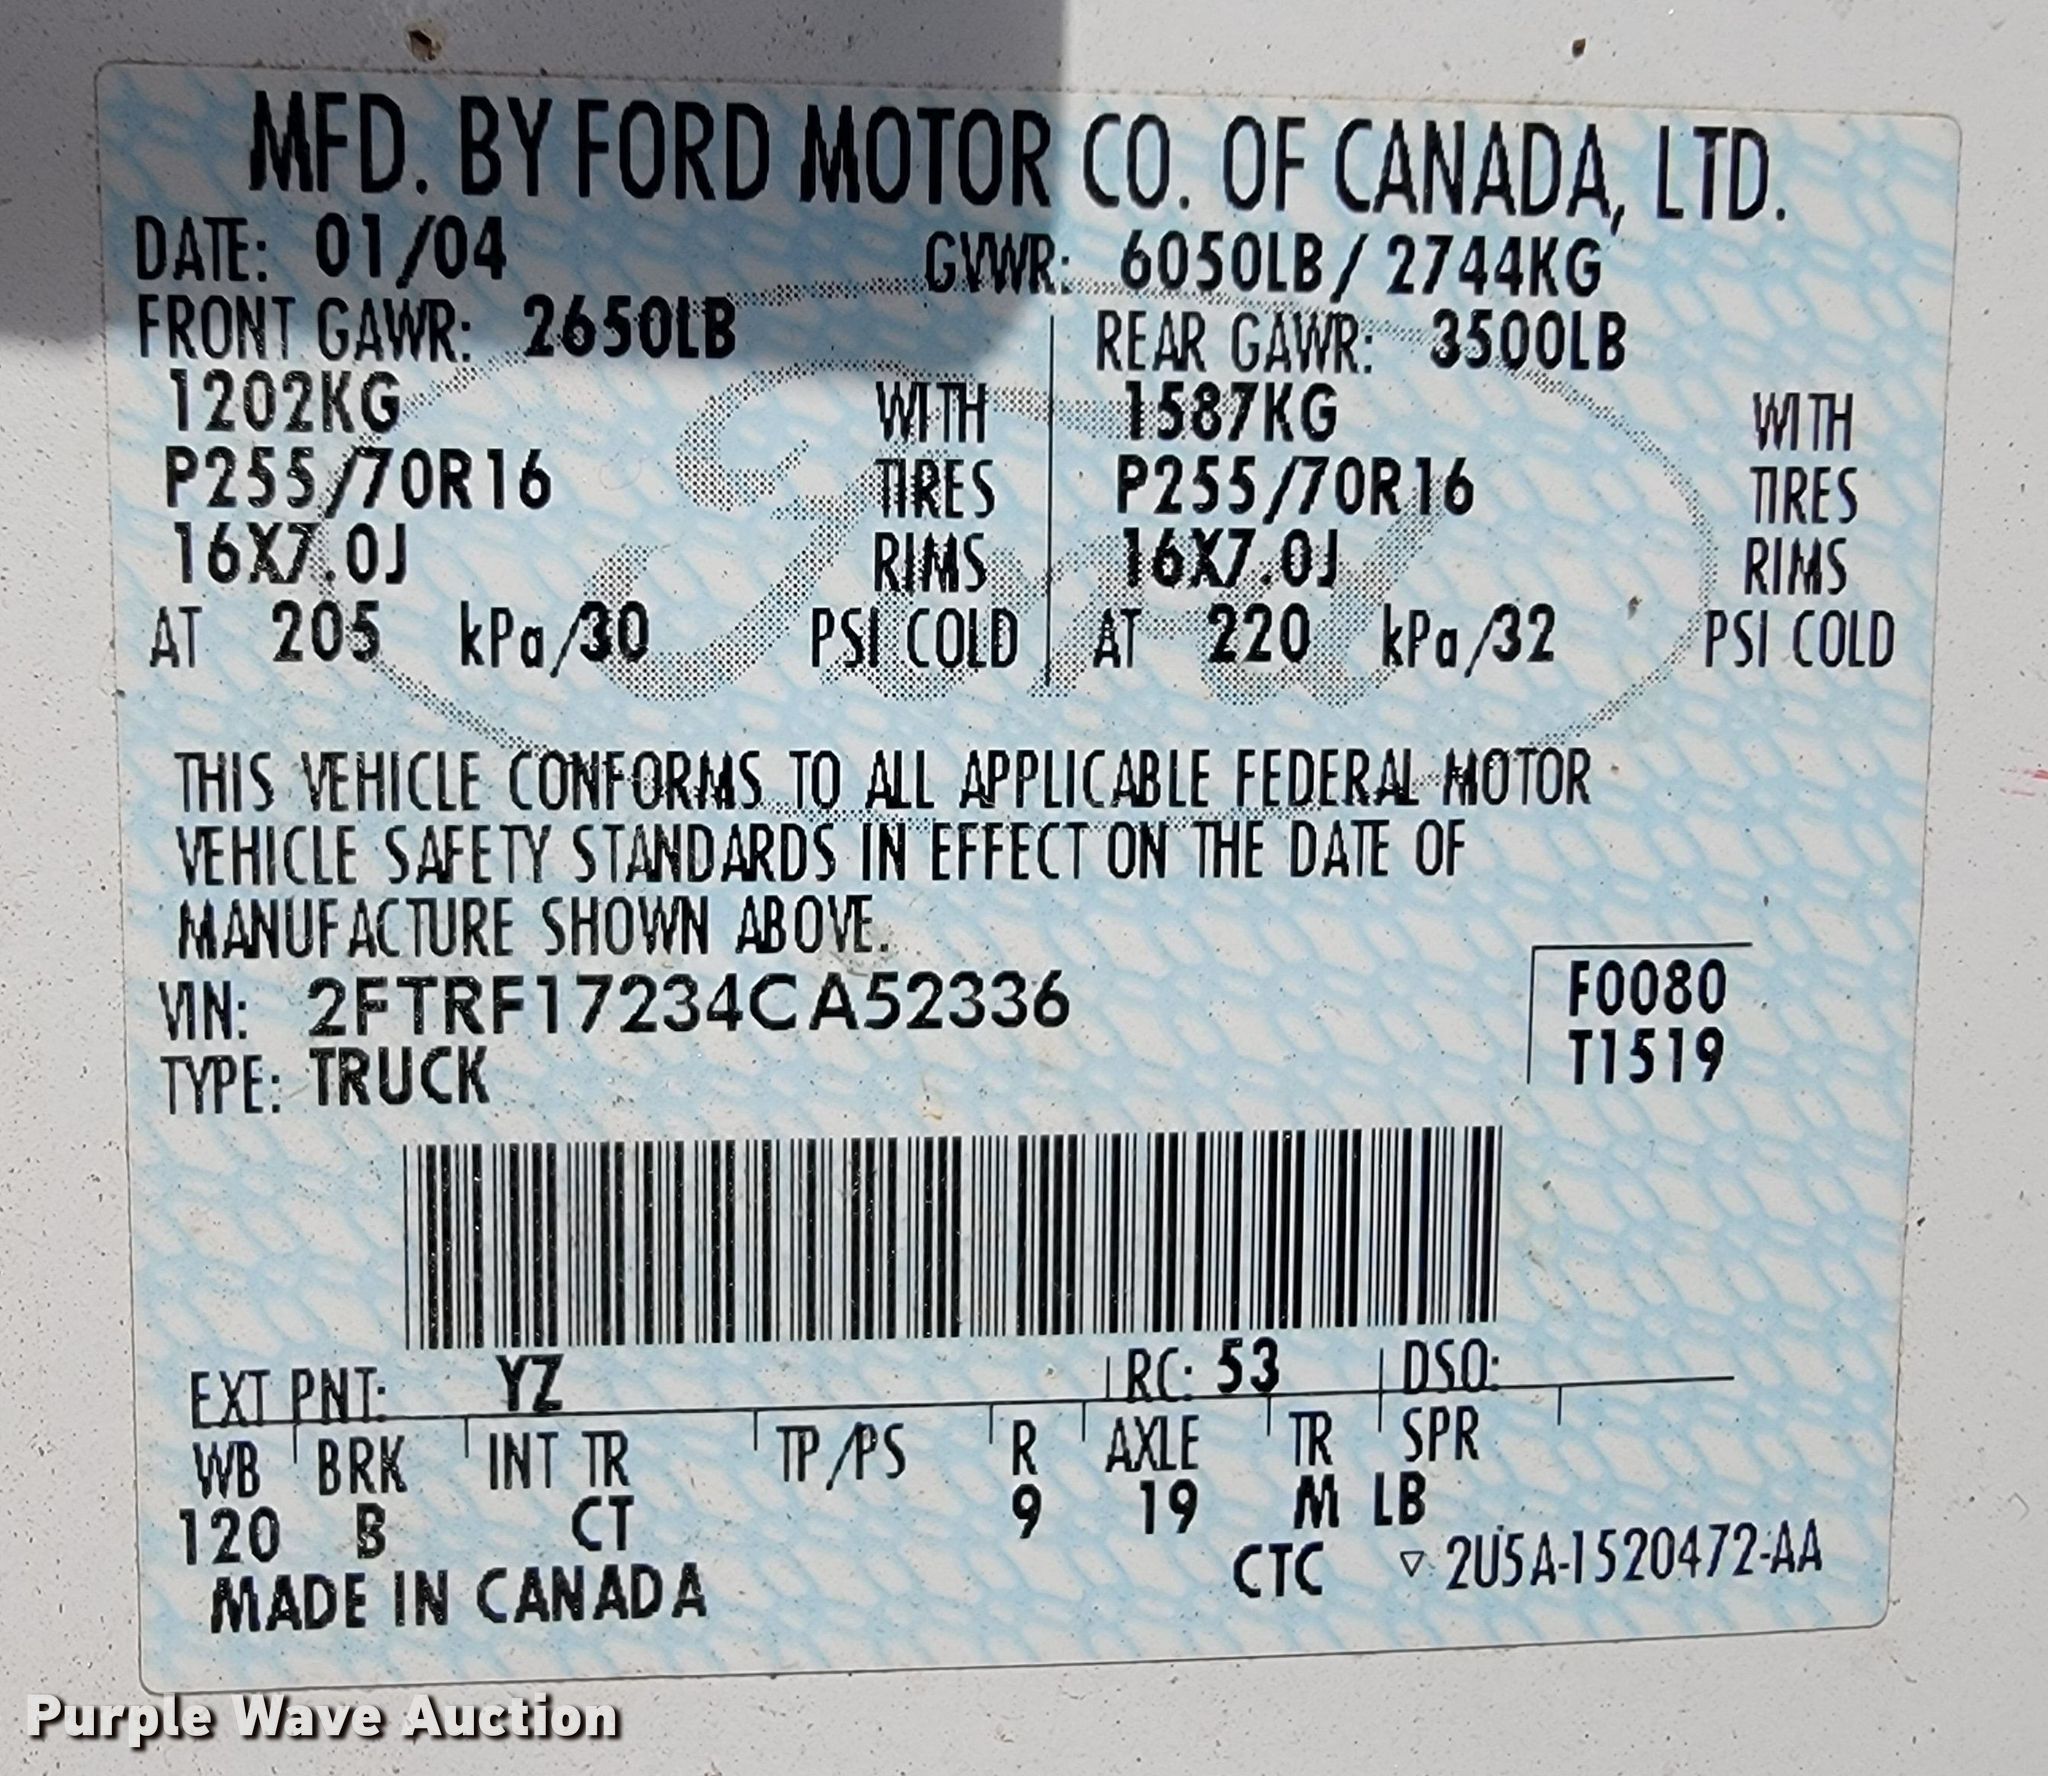 MFD. BY FORD MOTOR CO. OF CANADA, LTD.
DATE: 01/04 GVWR: 6050LB/ 2744KG
FRONT GAWR: 2650LB REAR GAWR: 3500LB
1202KG WITH 1587KG WITH
P255/70R16 TIRES P255/70R16 TIRES
16X7.0J RIMS 16X7.0J RIMS
AT 205 kPa/30 PSI COLD AT 220 kPa/32 PSI COLD
THIS VEHICLE CONFORMS TO ALL APPLICABLE FEDERAL MOTOR
VEHICLE SAFETY STANDARDS IN EFFECT ON THE DATE OF
MANUFACTURE SHOWN ABOVE.
VIN: 2FTRF17234CA52336 F0080
TYPE: TRUCK T1519
EXT PNT: YZ RC: 53 DSO:
WB BRK INT TR TP/PS R AXLE TR SPR
120 B CT 9 19 M LB
MADE IN CANADA CTC ▽ 2U5A-1520472-AA
Ford
Purple Wave Auction